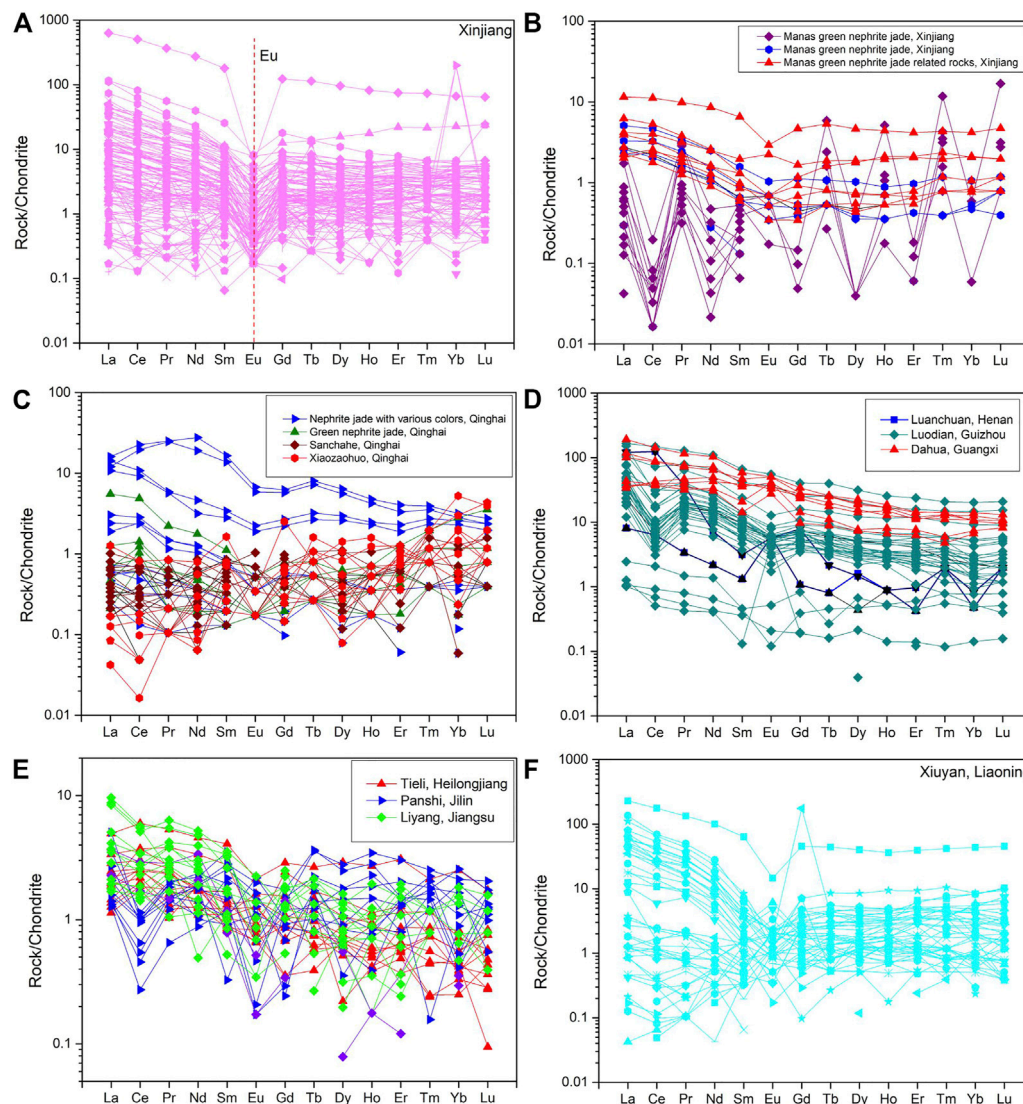 A
Xinjiang
Eu
Rock/Chondrite
1000
100
10
1
0.1
0.01
La Ce Pr Nd Sm Eu Gd Tb Dy Ho Er Tm Yb Lu
B
Manas green nephrite jade, Xinjiang
Manas green nephrite jade, Xinjiang
Manas green nephrite jade related rocks, Xinjiang
Rock/Chondrite
100
10
1
0.1
0.01
La Ce Pr Nd Sm Eu Gd Tb Dy Ho Er Tm Yb Lu
C
Nephrite jade with various colors, Qinghai
Green nephrite jade, Qinghai
Sanchahe, Qinghai
Xiaozaohuo, Qinghai
Rock/Chondrite
100
10
1
0.1
0.01
La Ce Pr Nd Sm Eu Gd Tb Dy Ho Er Tm Yb Lu
D
Luanchuan, Henan
Luodian, Guizhou
Dahua, Guangxi
Rock/Chondrite
1000
100
10
1
0.1
0.01
La Ce Pr Nd Sm Eu Gd Tb Dy Ho Er Tm Yb Lu
E
Tieli, Heilongjiang
Panshi, Jilin
Liyang, Jiangsu
Rock/Chondrite
10
1
0.1
La Ce Pr Nd Sm Eu Gd Tb Dy Ho Er Tm Yb Lu
F
Xiuyan, Liaonin
Rock/Chondrite
1000
100
10
1
0.1
0.01
La Ce Pr Nd Sm Eu Gd Tb Dy Ho Er Tm Yb Lu